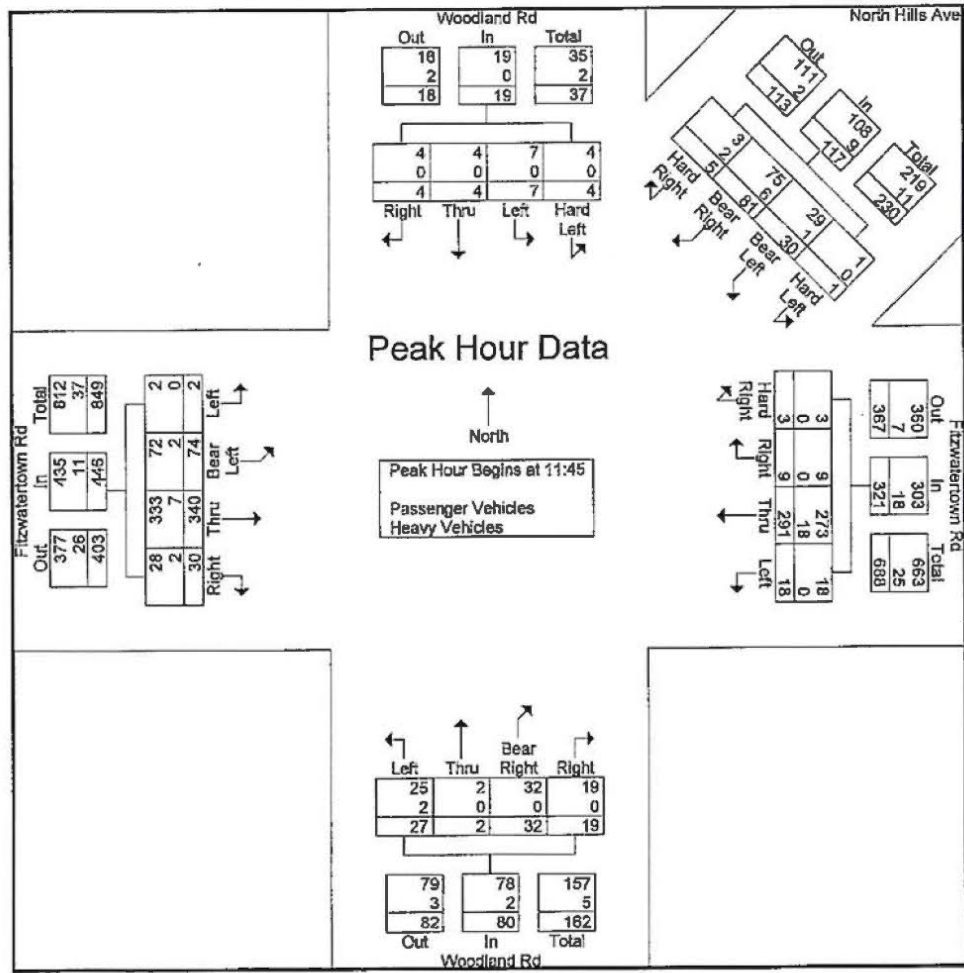 Woodland Rd
North Hills Ave
Out In Total
16 19 35
2 0 2
18 19 37
4 4 7 4
0 0 0 0
4 4 7 4
Right Thru Left Hard Left
Out In Total
111 108 219
2 9 11
113 117 230
3 75 29 1
2 6 1 0
5 81 30 1
Hard Right
Bear Right
Bear Left
Hard Left
Peak Hour Data
North
Peak Hour Begins at 11:45
Passenger Vehicles
Heavy Vehicles
Fitzwatertown Rd
Out In Total
377 435 812
26 11 37
403 446 849
Left
2 0 2
Bear Left
72 2 74
Thru
333 7 340
Right
28 2 30
Fitzwatertown Rd
Out In Total
360 303 663
7 18 25
367 321 688
Hard Right
3 0 3
Right
9 0 9
Thru
273 18 291
Left
18 0 18
Left Thru Bear Right Right
25 2 32 19
2 0 0 0
27 2 32 19
79 78 157
3 2 5
82 80 162
Out In Total
Woodland Rd